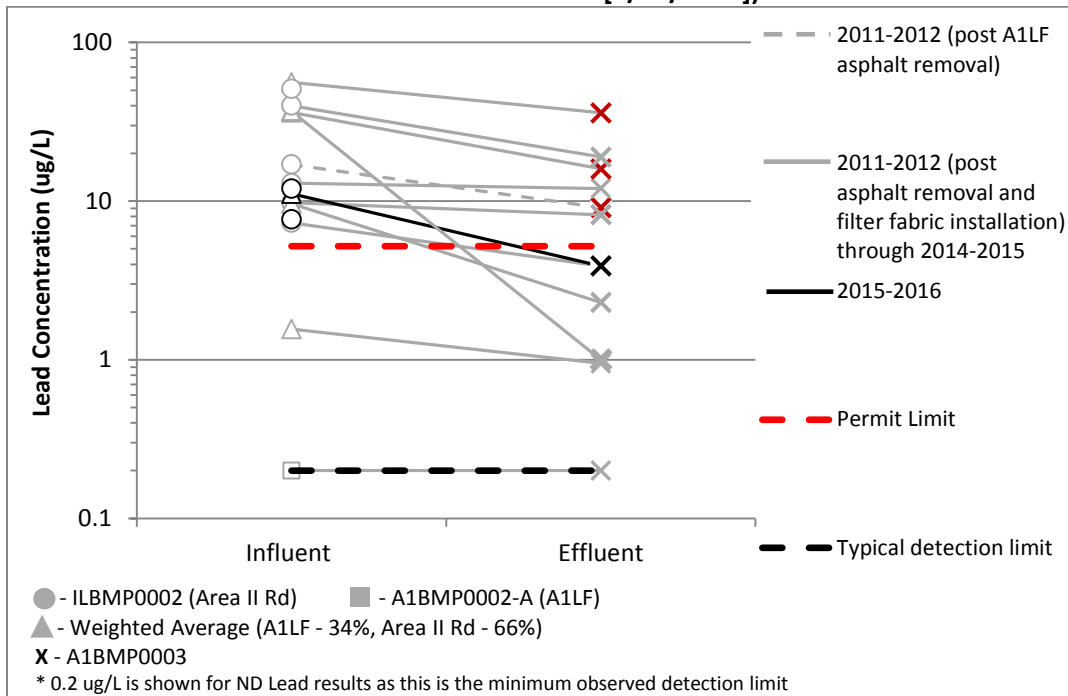 100
10
1
0.1
Lead Concentration (ug/L)
Influent
Effluent
2011-2012 (post A1LF
asphalt removal)
2011-2012 (post
asphalt removal and
filter fabric installation)
through 2014-2015
2015-2016
Permit Limit
Typical detection limit
- ILBMP0002 (Area II Rd)
- A1BMP0002-A (A1LF)
- Weighted Average (A1LF - 34%, Area II Rd - 66%)
X - A1BMP0003
* 0.2 ug/L is shown for ND Lead results as this is the minimum observed detection limit